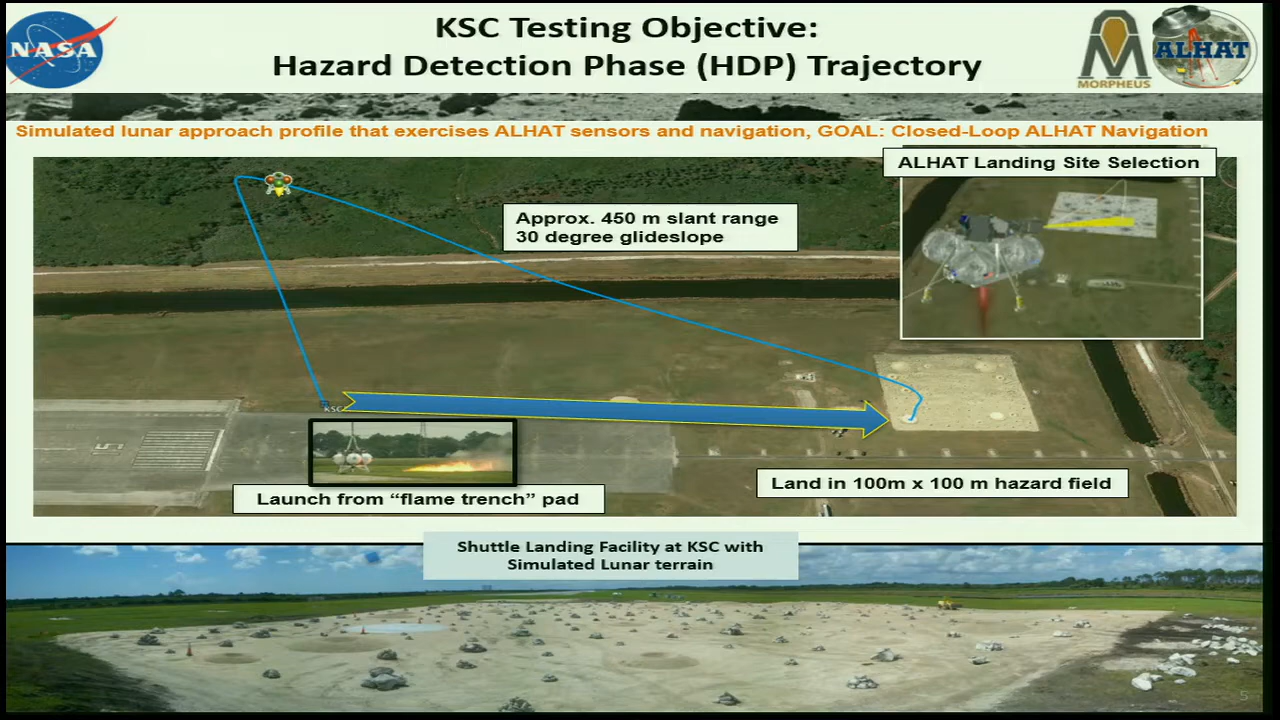 NASA
KSC Testing Objective:
Hazard Detection Phase (HDP) Trajectory
MORPHEUS
ALHAT
Simulated lunar approach profile that exercises ALHAT sensors and navigation, GOAL: Closed-Loop ALHAT Navigation
ALHAT Landing Site Selection
Approx. 450 m slant range
30 degree glideslope
KSC
Launch from “flame trench” pad
Land in 100m x 100 m hazard field
Shuttle Landing Facility at KSC with
Simulated Lunar terrain
5